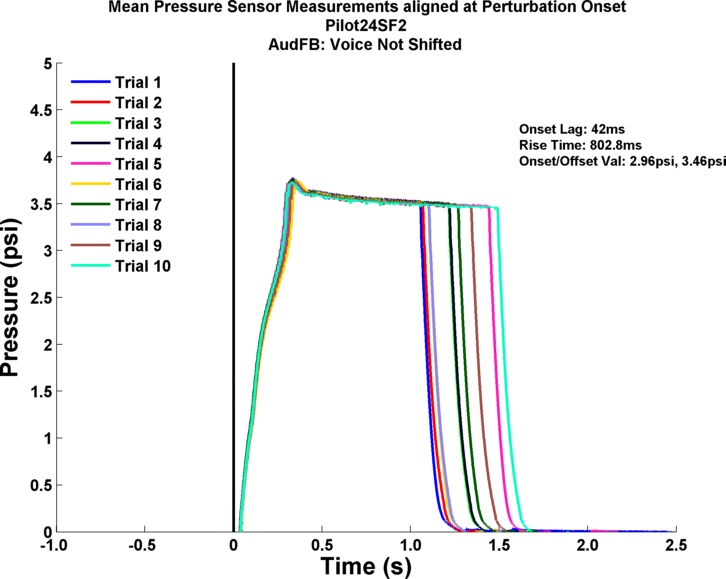 Mean Pressure Sensor Measurements aligned at Perturbation Onset
Pilot24SF2
AudFB: Voice Not Shifted
Pressure (psi)
5
4.5
4
3.5
3
2.5
2
1.5
1
0.5
0
Trial 1
Trial 2
Trial 3
Trial 4
Trial 5
Trial 6
Trial 7
Trial 8
Trial 9
Trial 10
Onset Lag: 42ms
Rise Time: 802.8ms
Onset/Offset Val: 2.96psi, 3.46psi
-1.0 -0.5 0 0.5 1.0 1.5 2.0 2.5
Time (s)